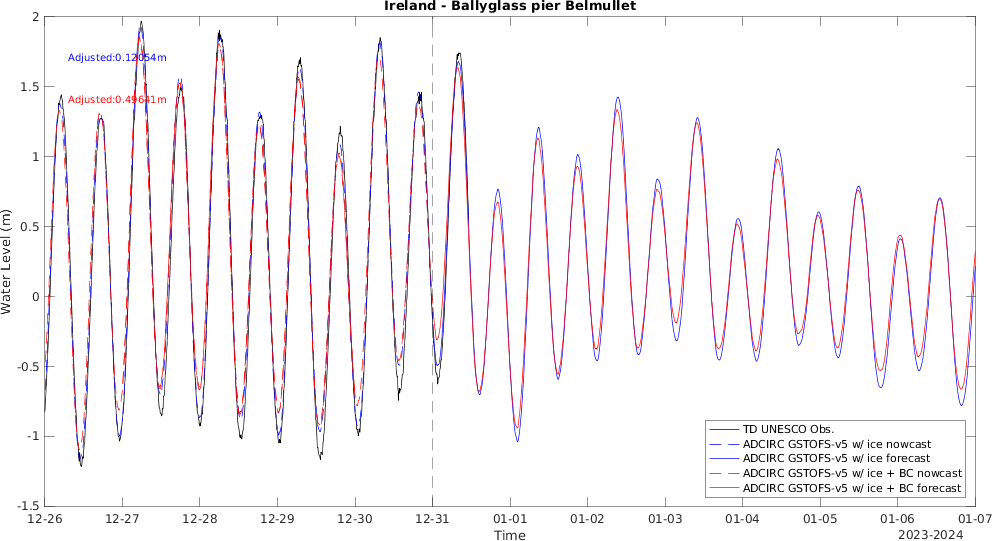 Ireland - Ballyglass pier Belmullet
2
1.5
1
0.5
0
-0.5
-1
-1.5
Water Level (m)
Adjusted:0.12054m
Adjusted:0.49641m
TD UNESCO Obs.
ADCIRC GSTOFS-v5 w/ ice nowcast
ADCIRC GSTOFS-v5 w/ ice forecast
ADCIRC GSTOFS-v5 w/ ice + BC nowcast
ADCIRC GSTOFS-v5 w/ ice + BC forecast
12-26 12-27 12-28 12-29 12-30 12-31 01-01 01-02 01-03 01-04 01-05 01-06 01-07
Time
2023-2024